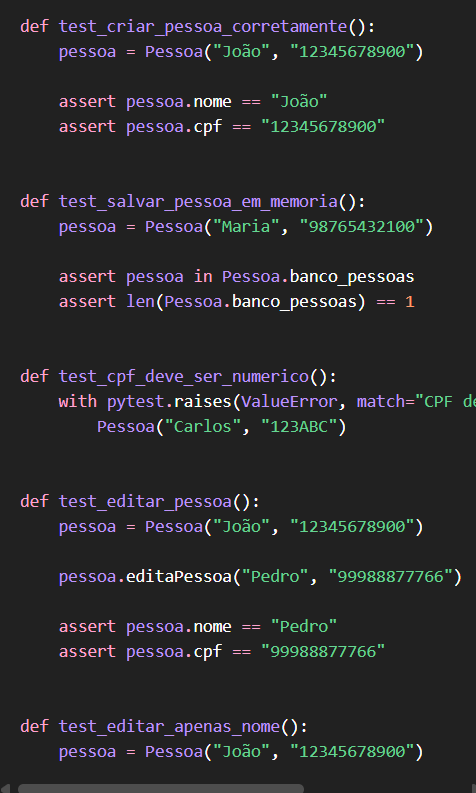 def test_criar_pessoa_corretamente():
    pessoa = Pessoa("João", "12345678900")
    assert pessoa.nome == "João"
    assert pessoa.cpf == "12345678900"
def test_salvar_pessoa_em_memoria():
    pessoa = Pessoa("Maria", "98765432100")
    assert pessoa in Pessoa.banco_pessoas
    assert len(Pessoa.banco_pessoas) == 1
def test_cpf_deve_ser_numerico():
    with pytest.raises(ValueError, match="CPF de
        Pessoa("Carlos", "123ABC")
def test_editar_pessoa():
    pessoa = Pessoa("João", "12345678900")
    pessoa.editaPessoa("Pedro", "99988877766")
    assert pessoa.nome == "Pedro"
    assert pessoa.cpf == "99988877766"
def test_editar_apenas_nome():
    pessoa = Pessoa("João", "12345678900")